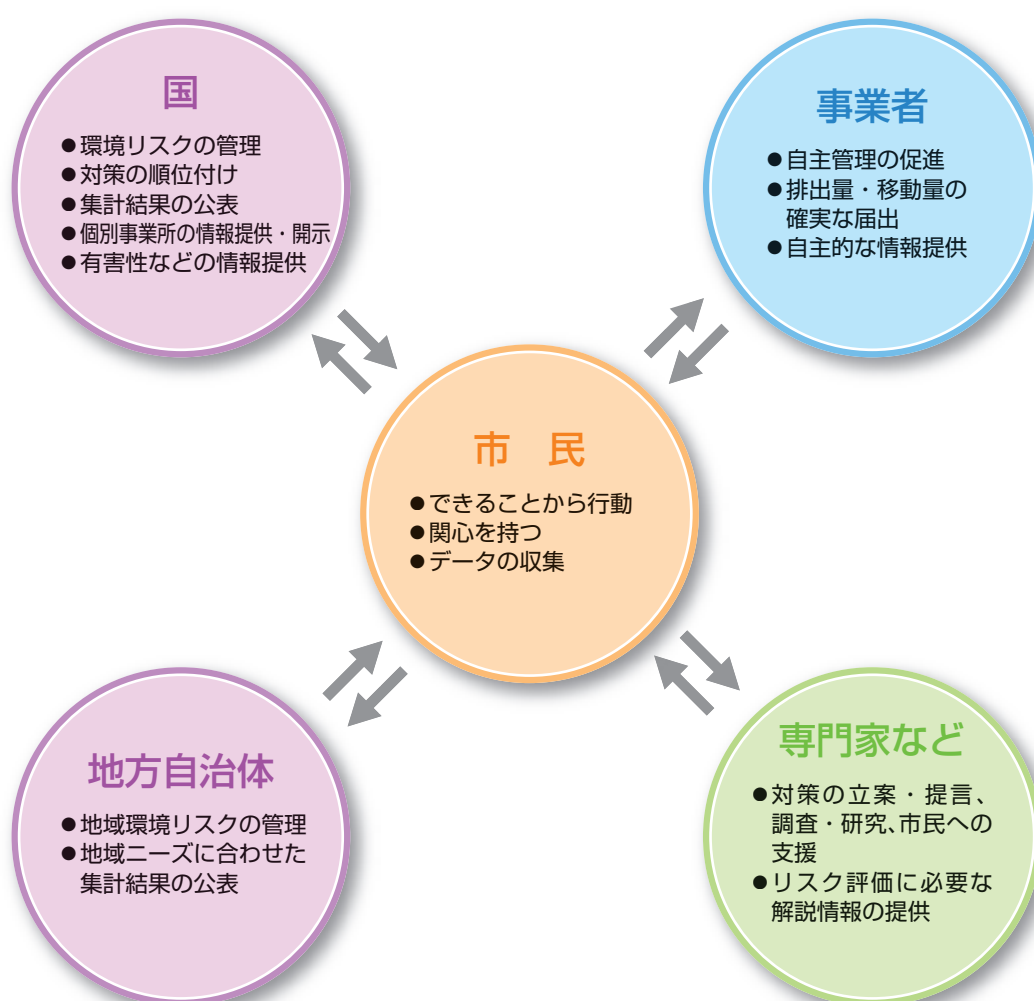 国
●環境リスクの管理
●対策の順位付け
●集計結果の公表
●個別事業所の情報提供・開示
●有害性などの情報提供
事業者
●自主管理の促進
●排出量・移動量の
確実な届出
●自主的な情報提供
市　民
●できることから行動
●関心を持つ
●データの収集
地方自治体
●地域環境リスクの管理
●地域ニーズに合わせた
集計結果の公表
専門家など
●対策の立案・提言、
調査・研究、市民への
支援
●リスク評価に必要な
解説情報の提供